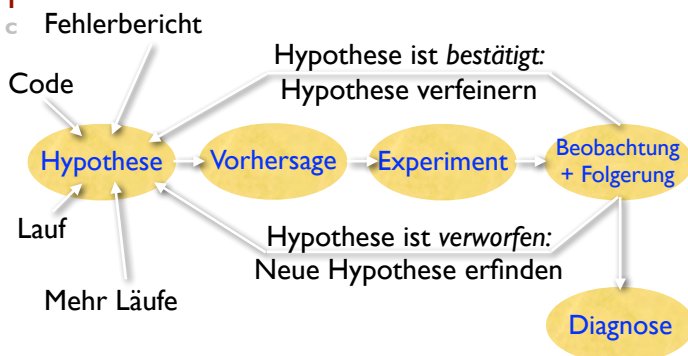 c
Fehlerbericht
Hypothese ist bestätigt:
Code
Hypothese verfeinern
Hypothese
Vorhersage
Experiment
Beobachtung
+ Folgerung
Lauf
Hypothese ist verworfen:
Neue Hypothese erfinden
Mehr Läufe
Diagnose